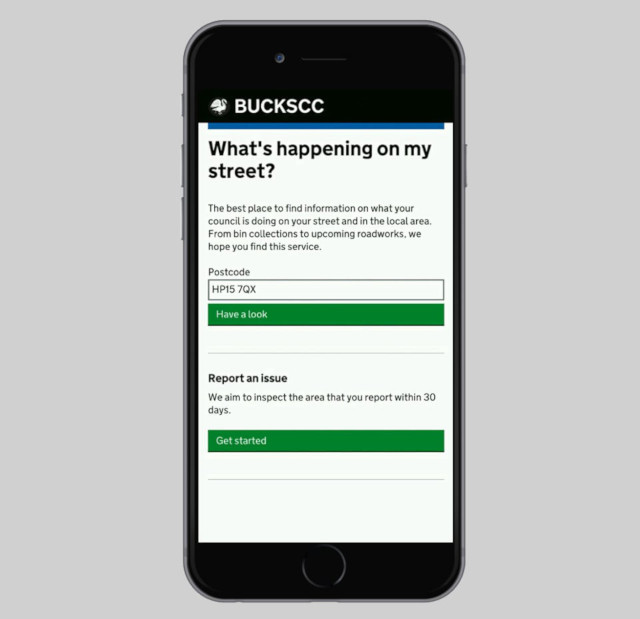 BUCKSCC
What's happening on my
street?
The best place to find information on what your
council is doing on your street and in the local area.
From bin collections to upcoming roadworks, we
hope you find this service.
Postcode
HP15 7QX
Have a look
Report an issue
We aim to inspect the area that you report within 30
days.
Get started